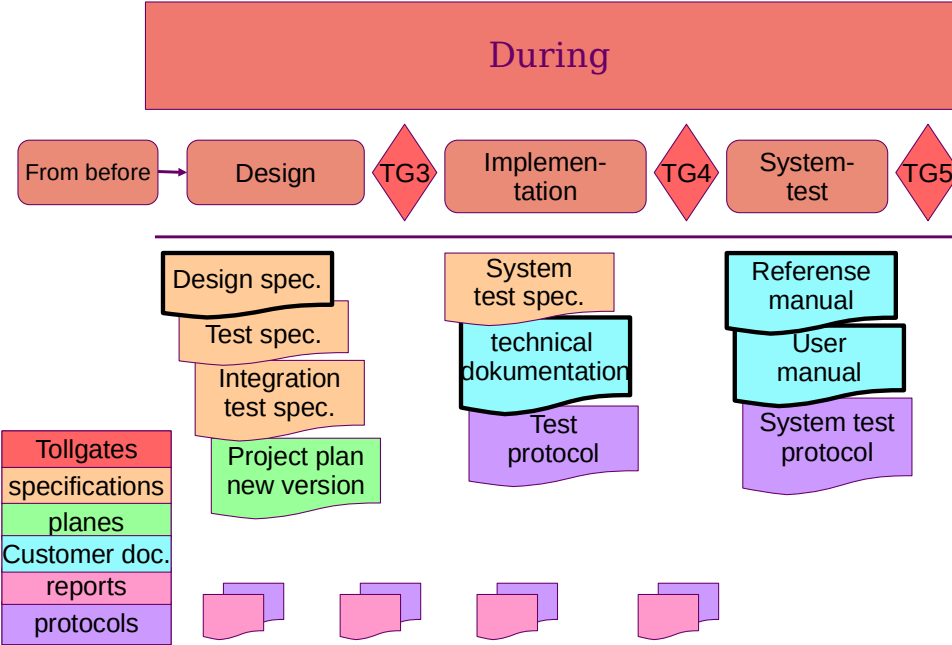 During
From before
Design
TG3
Implemen-
tation
TG4
System-
test
TG5
Design spec.
Test spec.
Integration
test spec.
Project plan
new version
System
test spec.
technical
dokumentation
Test
protocol
Referense
manual
User
manual
System test
protocol
Tollgates
specifications
planes
Customer doc.
reports
protocols